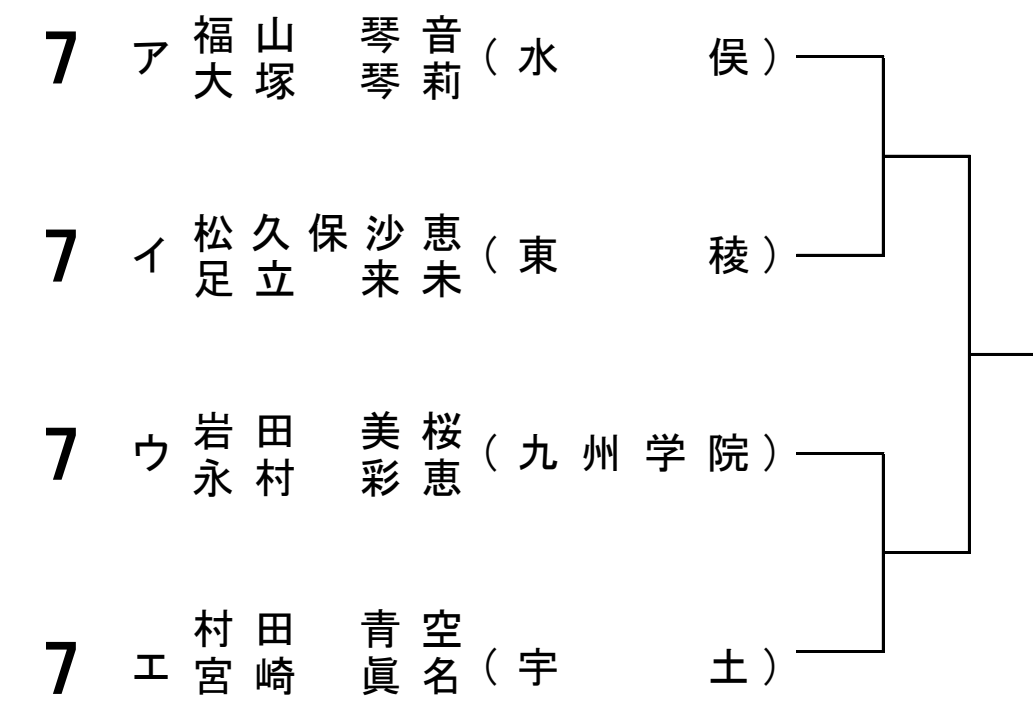 7 ア 福山 琴音 (水 俣)
大塚 琴莉
7 イ 松久保沙恵 (東 稜)
足立 来未
7 ウ 岩田 美桜 (九州学院)
永村 彩恵
7 エ 村田 青空 (宇 土)
宮崎 眞名